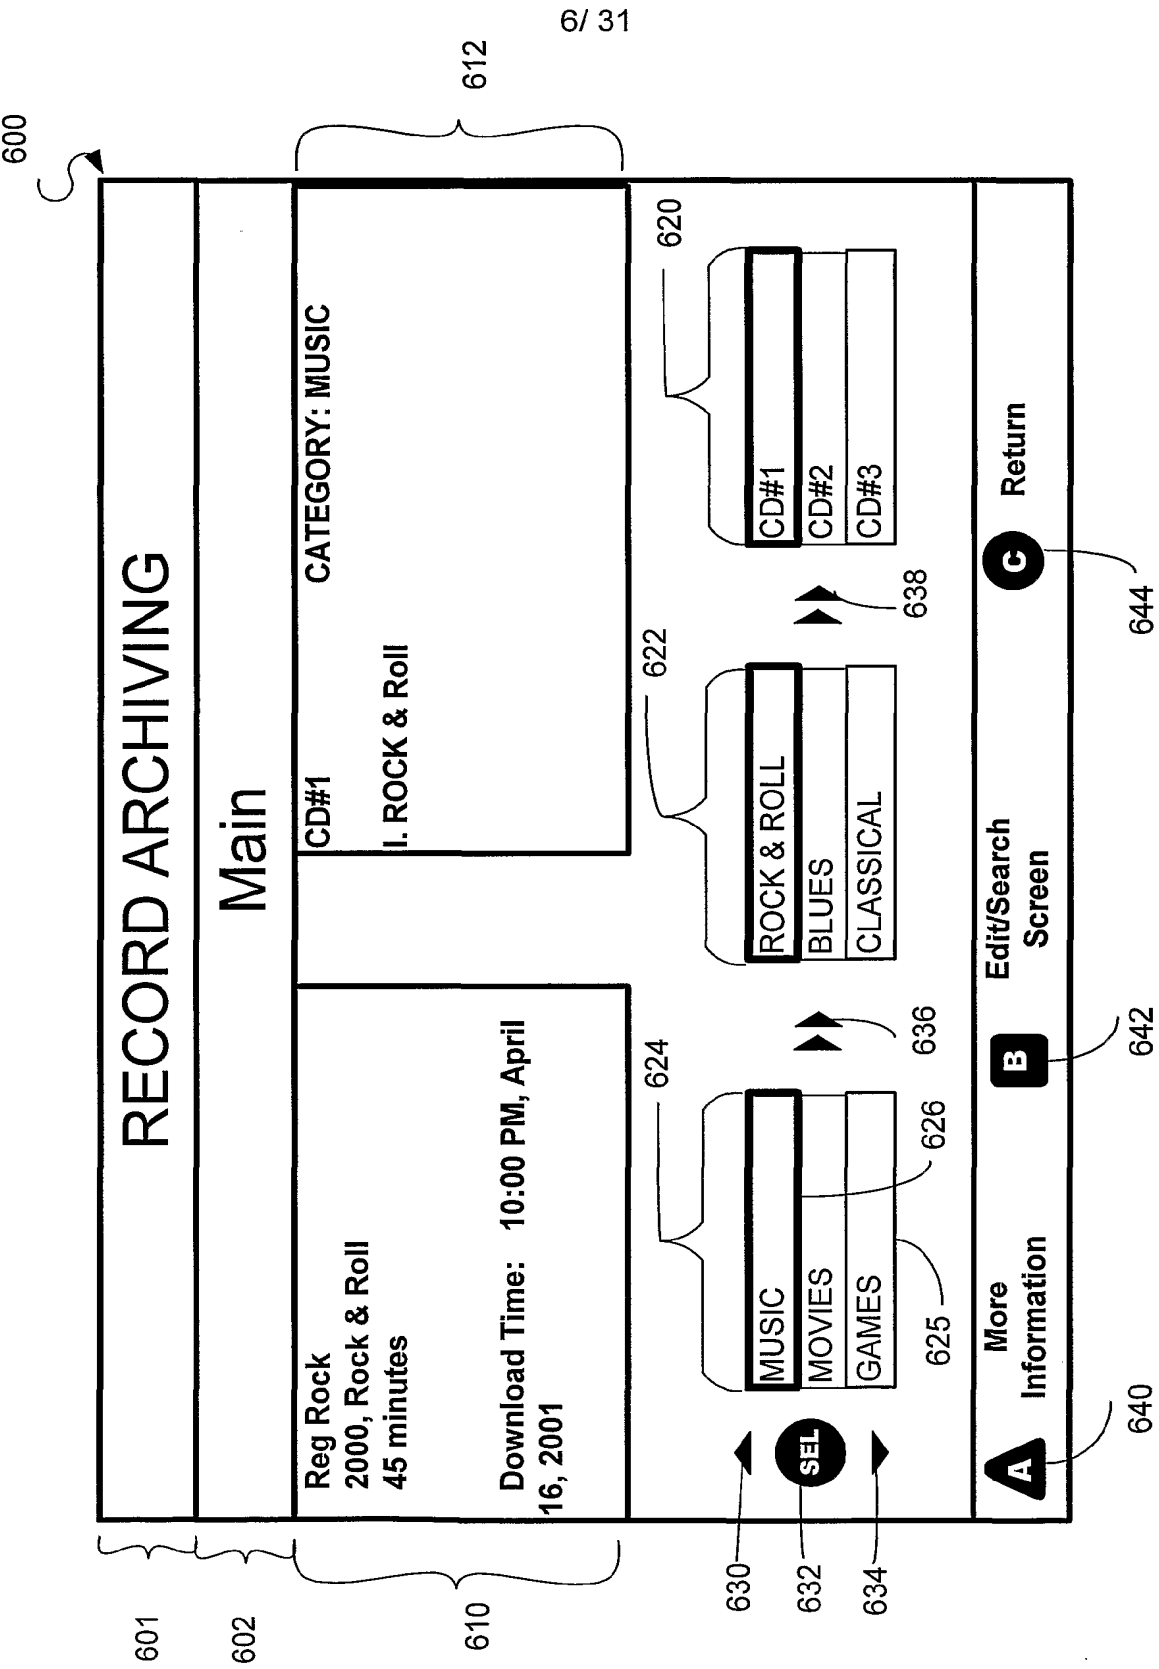 6/ 31
600
RECORD ARCHIVING
601
Main
602
Reg Rock
2000, Rock & Roll
45 minutes
Download Time: 10:00 PM, April
16, 2001
610
CD#1 CATEGORY: MUSIC
I. ROCK & Roll
612
624
622
620
630
SEL
632
634
MUSIC
MOVIES
GAMES
625
626
636
ROCK & ROLL
BLUES
CLASSICAL
638
CD#1
CD#2
CD#3
A
More
Information
640
B
Edit/Search
Screen
642
C
Return
644